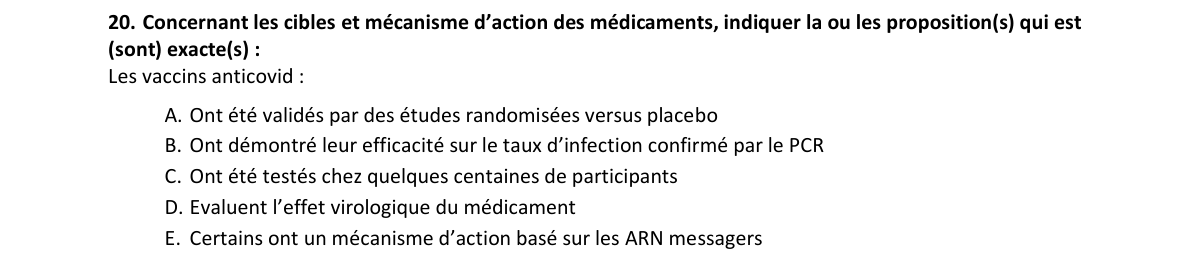 20. Concernant les cibles et mécanisme d’action des médicaments, indiquer la ou les proposition(s) qui est
(sont) exacte(s) :
Les vaccins anticovid :
A. Ont été validés par des études randomisées versus placebo
B. Ont démontré leur efficacité sur le taux d’infection confirmé par le PCR
C. Ont été testés chez quelques centaines de participants
D. Evaluent l’effet virologique du médicament
E. Certains ont un mécanisme d’action basé sur les ARN messagers